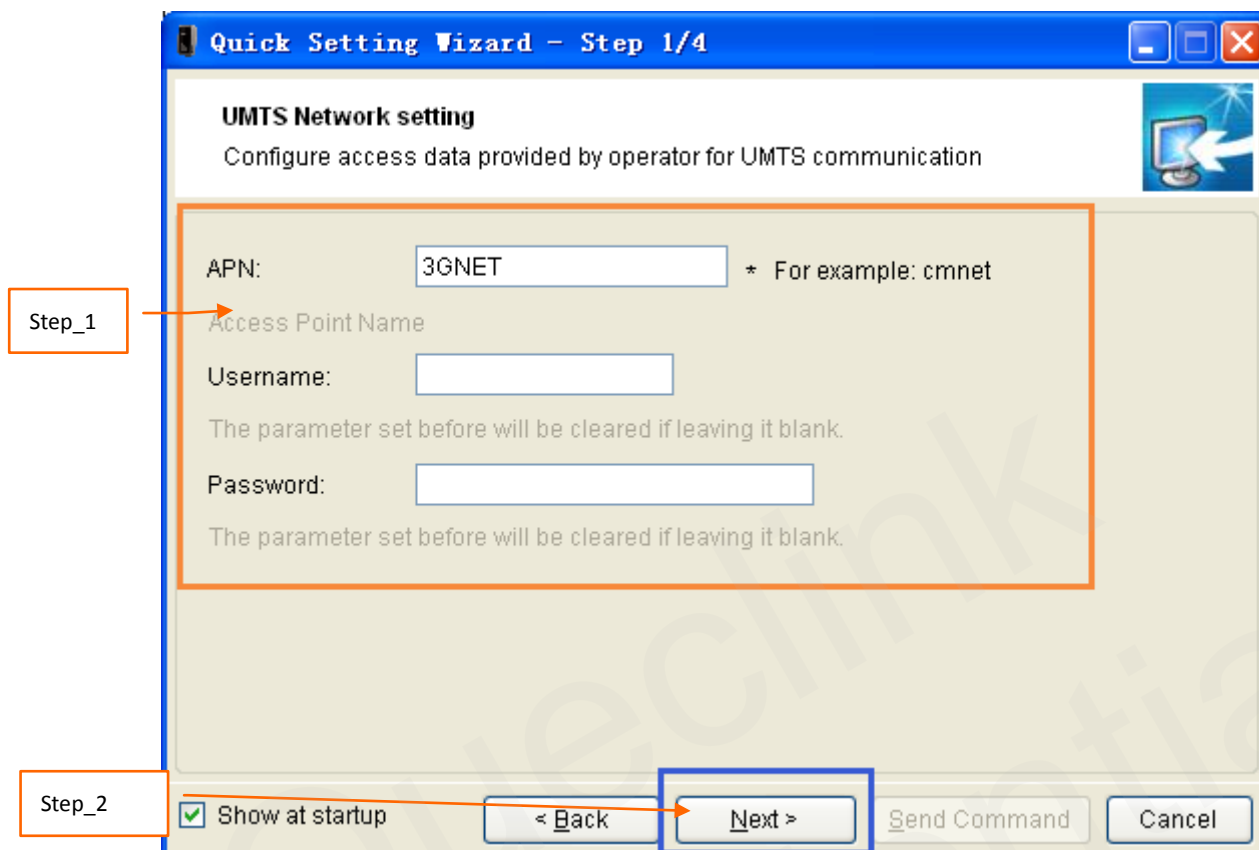 Quick Setting Wizard - Step 1/4
UMTS Network setting
Configure access data provided by operator for UMTS communication
APN: 3GNET * For example: cmnet
Step_1
Access Point Name
Username:
The parameter set before will be cleared if leaving it blank.
Password:
The parameter set before will be cleared if leaving it blank.
Step_2
Show at startup < Back Next > Send Command Cancel